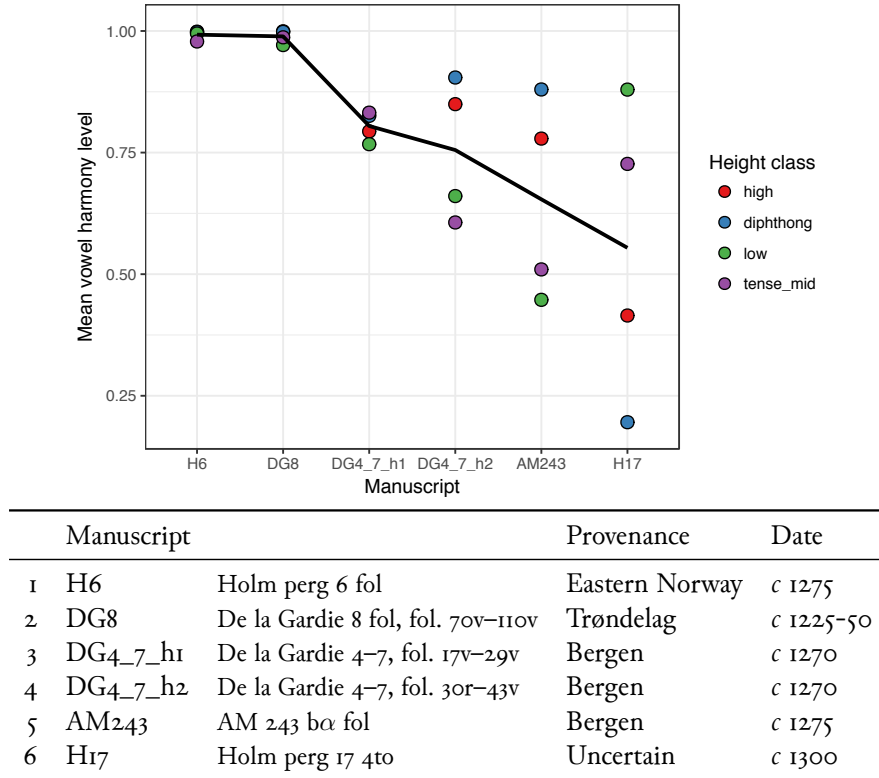 1.00
0.75
0.50
0.25
Mean vowel harmony level
H6 DG8 DG4_7_h1 DG4_7_h2 AM243 H17
Manuscript
Height class
high
diphthong
low
tense_mid
Manuscript Provenance Date
1 H6 Holm perg 6 fol Eastern Norway c 1275
2 DG8 De la Gardie 8 fol, fol. 70v–110v Trøndelag c 1225-50
3 DG4_7_h1 De la Gardie 4–7, fol. 17v–29v Bergen c 1270
4 DG4_7_h2 De la Gardie 4–7, fol. 30r–43v Bergen c 1270
5 AM243 AM 243 bα fol Bergen c 1275
6 H17 Holm perg 17 4to Uncertain c 1300